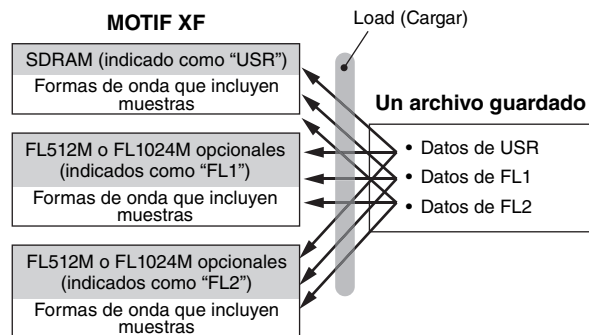 MOTIF XF
Load (Cargar)
SDRAM (indicado como “USR”)
Formas de onda que incluyen
muestras
Un archivo guardado
FL512M o FL1024M opcionales
(indicados como “FL1”)
Formas de onda que incluyen
muestras
• Datos de USR
• Datos de FL1
• Datos de FL2
FL512M o FL1024M opcionales
(indicados como “FL2”)
Formas de onda que incluyen
muestras